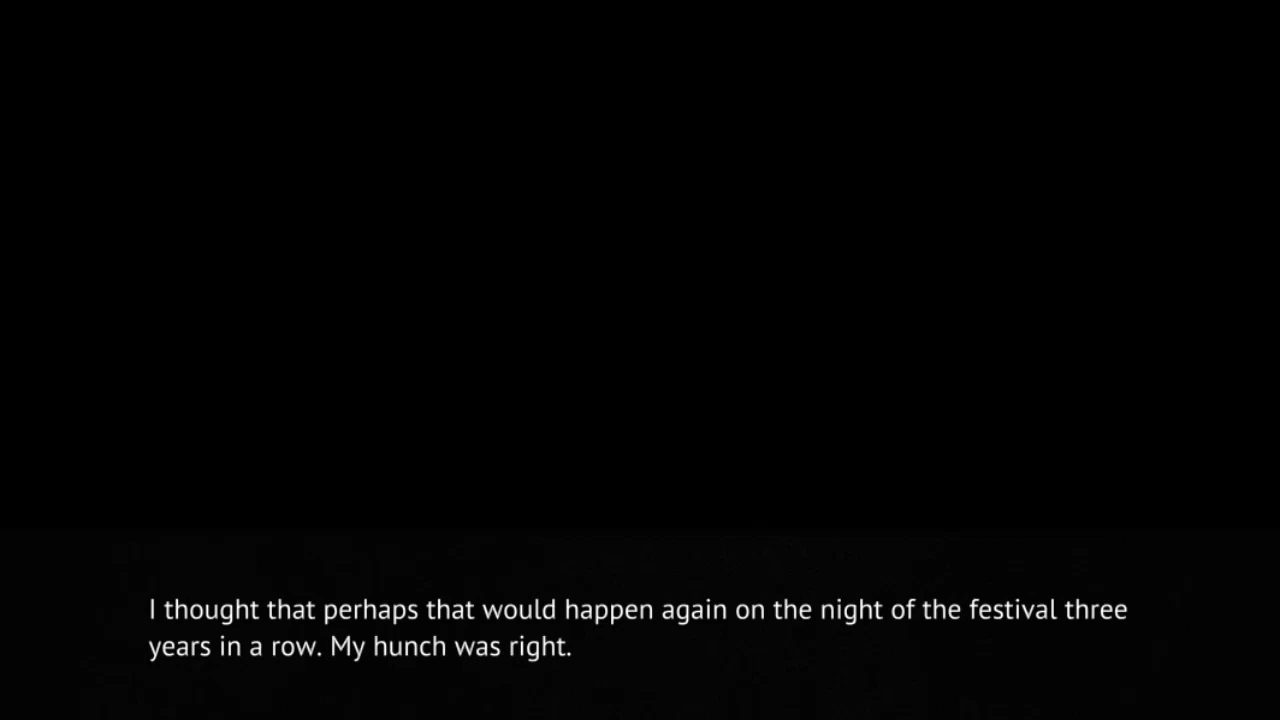 I thought that perhaps that would happen again on the night of the festival three
years in a row. My hunch was right.